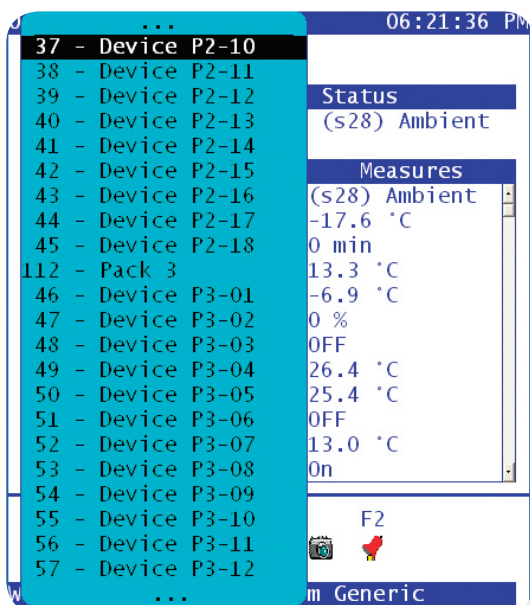 ...
06:21:36 PM
37 - Device P2-10
38 - Device P2-11
39 - Device P2-12
40 - Device P2-13
41 - Device P2-14
42 - Device P2-15
43 - Device P2-16
44 - Device P2-17
45 - Device P2-18
112 - Pack 3
46 - Device P3-01
47 - Device P3-02
48 - Device P3-03
49 - Device P3-04
50 - Device P3-05
51 - Device P3-06
52 - Device P3-07
53 - Device P3-08
54 - Device P3-09
55 - Device P3-10
56 - Device P3-11
57 - Device P3-12
...
Status
(s28) Ambient
Measures
(s28) Ambient
-17.6 °C
0 min
13.3 °C
-6.9 °C
0 %
OFF
26.4 °C
25.4 °C
OFF
13.0 °C
On
F2
Generic